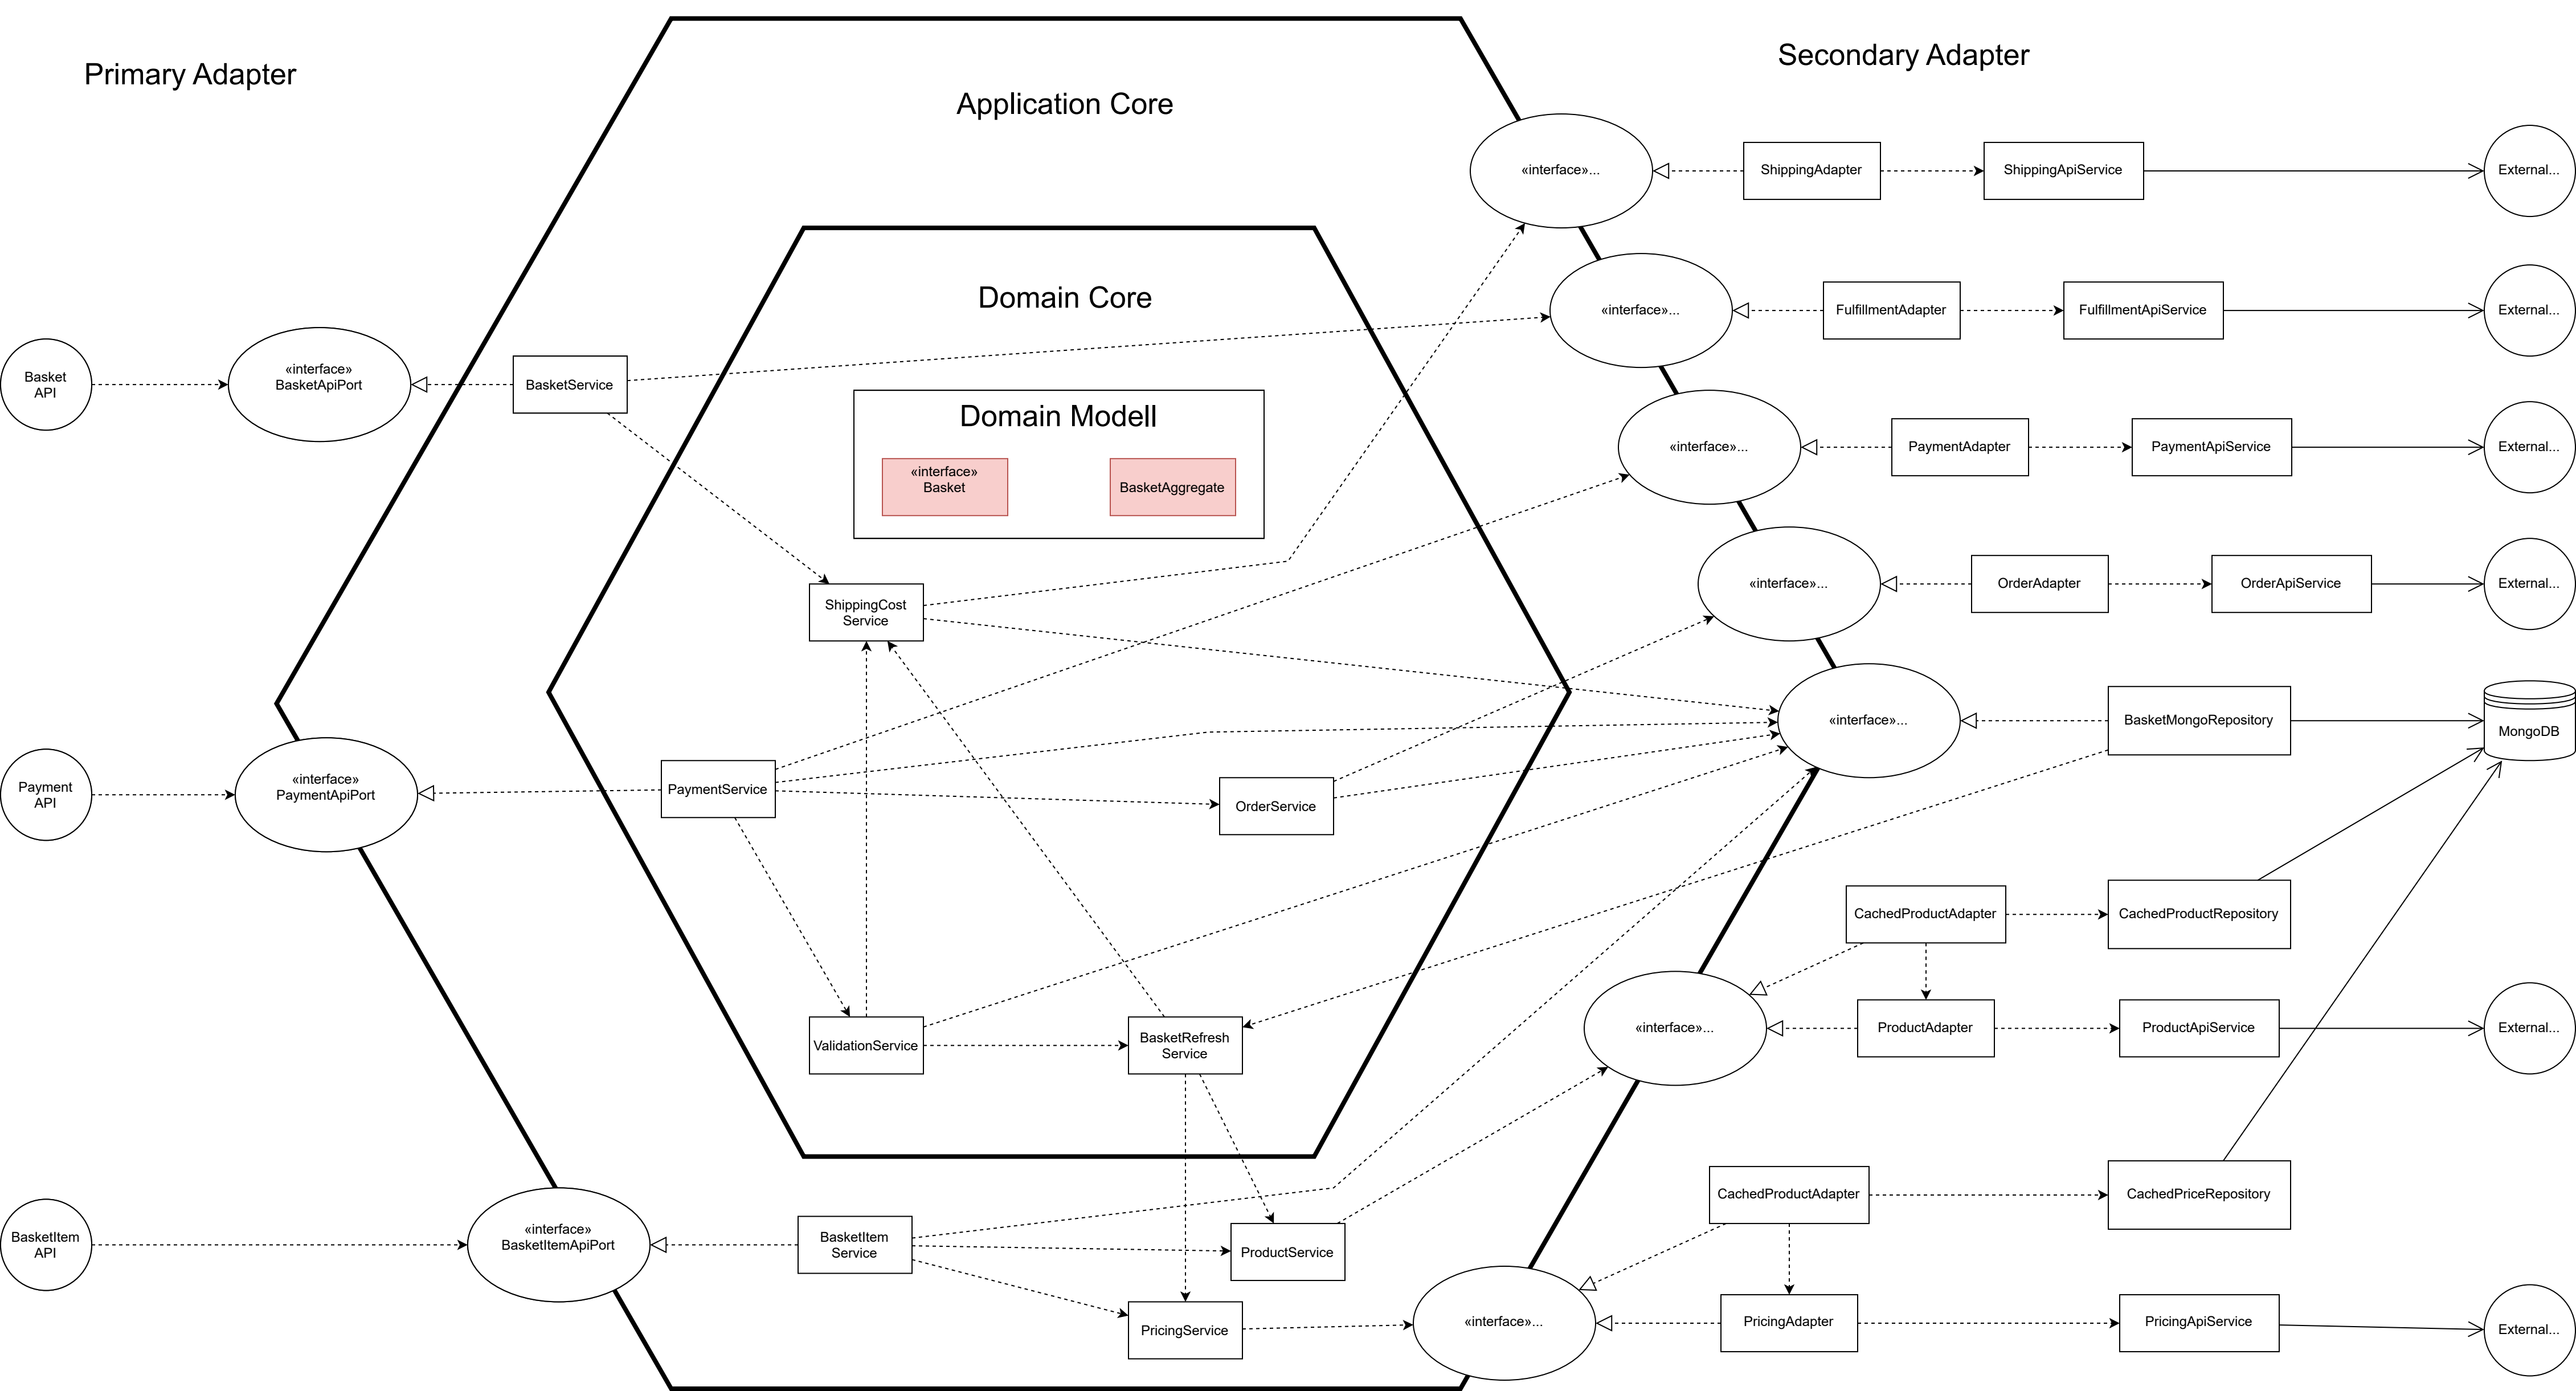 Primary Adapter
Secondary Adapter
Application Core
Domain Core
Domain Modell
«interface»
Basket
BasketAggregate
Basket
API
«interface»
BasketApiPort
BasketService
ShippingCost
Service
Payment
API
«interface»
PaymentApiPort
PaymentService
OrderService
ValidationService
BasketRefresh
Service
BasketItem
API
«interface»
BasketItemApiPort
BasketItem
Service
ProductService
PricingService
«interface»...
ShippingAdapter
ShippingApiService
External...
«interface»...
FulfillmentAdapter
FulfillmentApiService
External...
«interface»...
PaymentAdapter
PaymentApiService
External...
«interface»...
OrderAdapter
OrderApiService
External...
«interface»...
BasketMongoRepository
MongoDB
CachedProductAdapter
CachedProductRepository
«interface»...
ProductAdapter
ProductApiService
External...
CachedProductAdapter
CachedPriceRepository
«interface»...
PricingAdapter
PricingApiService
External...